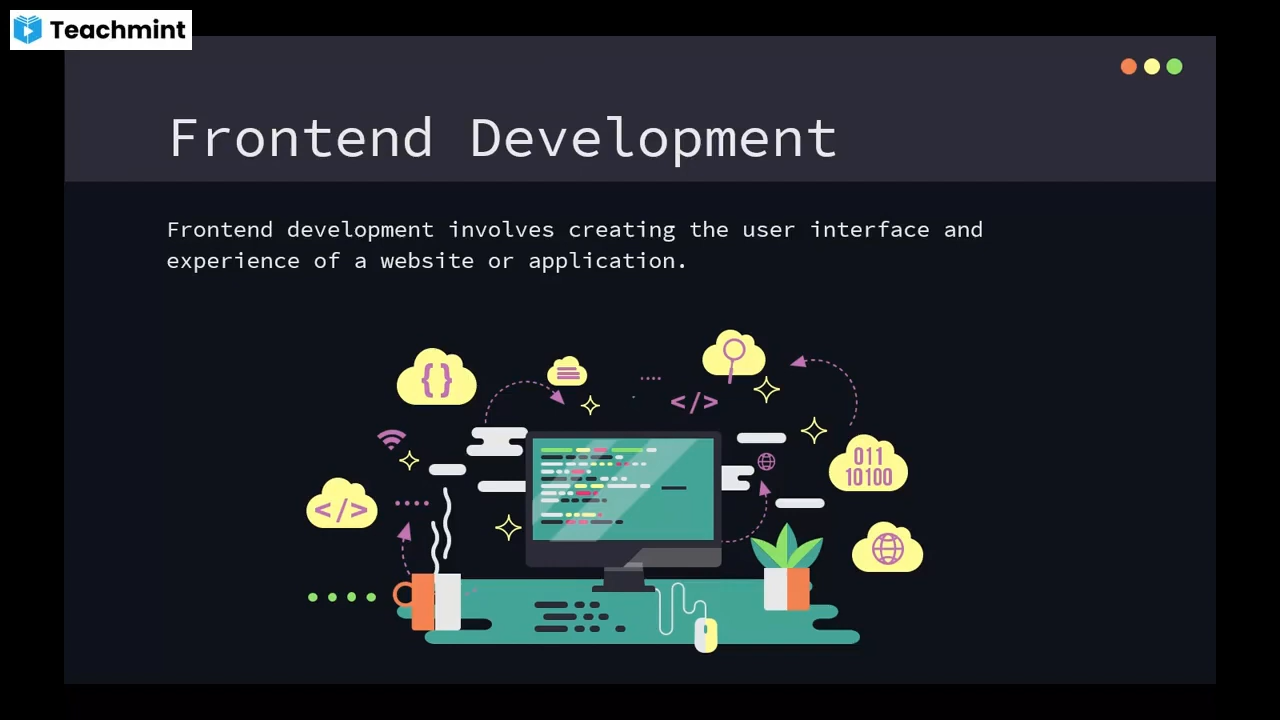 Teachmint
Frontend Development
Frontend development involves creating the user interface and
experience of a website or application.
{}
</>
</>
011
10100